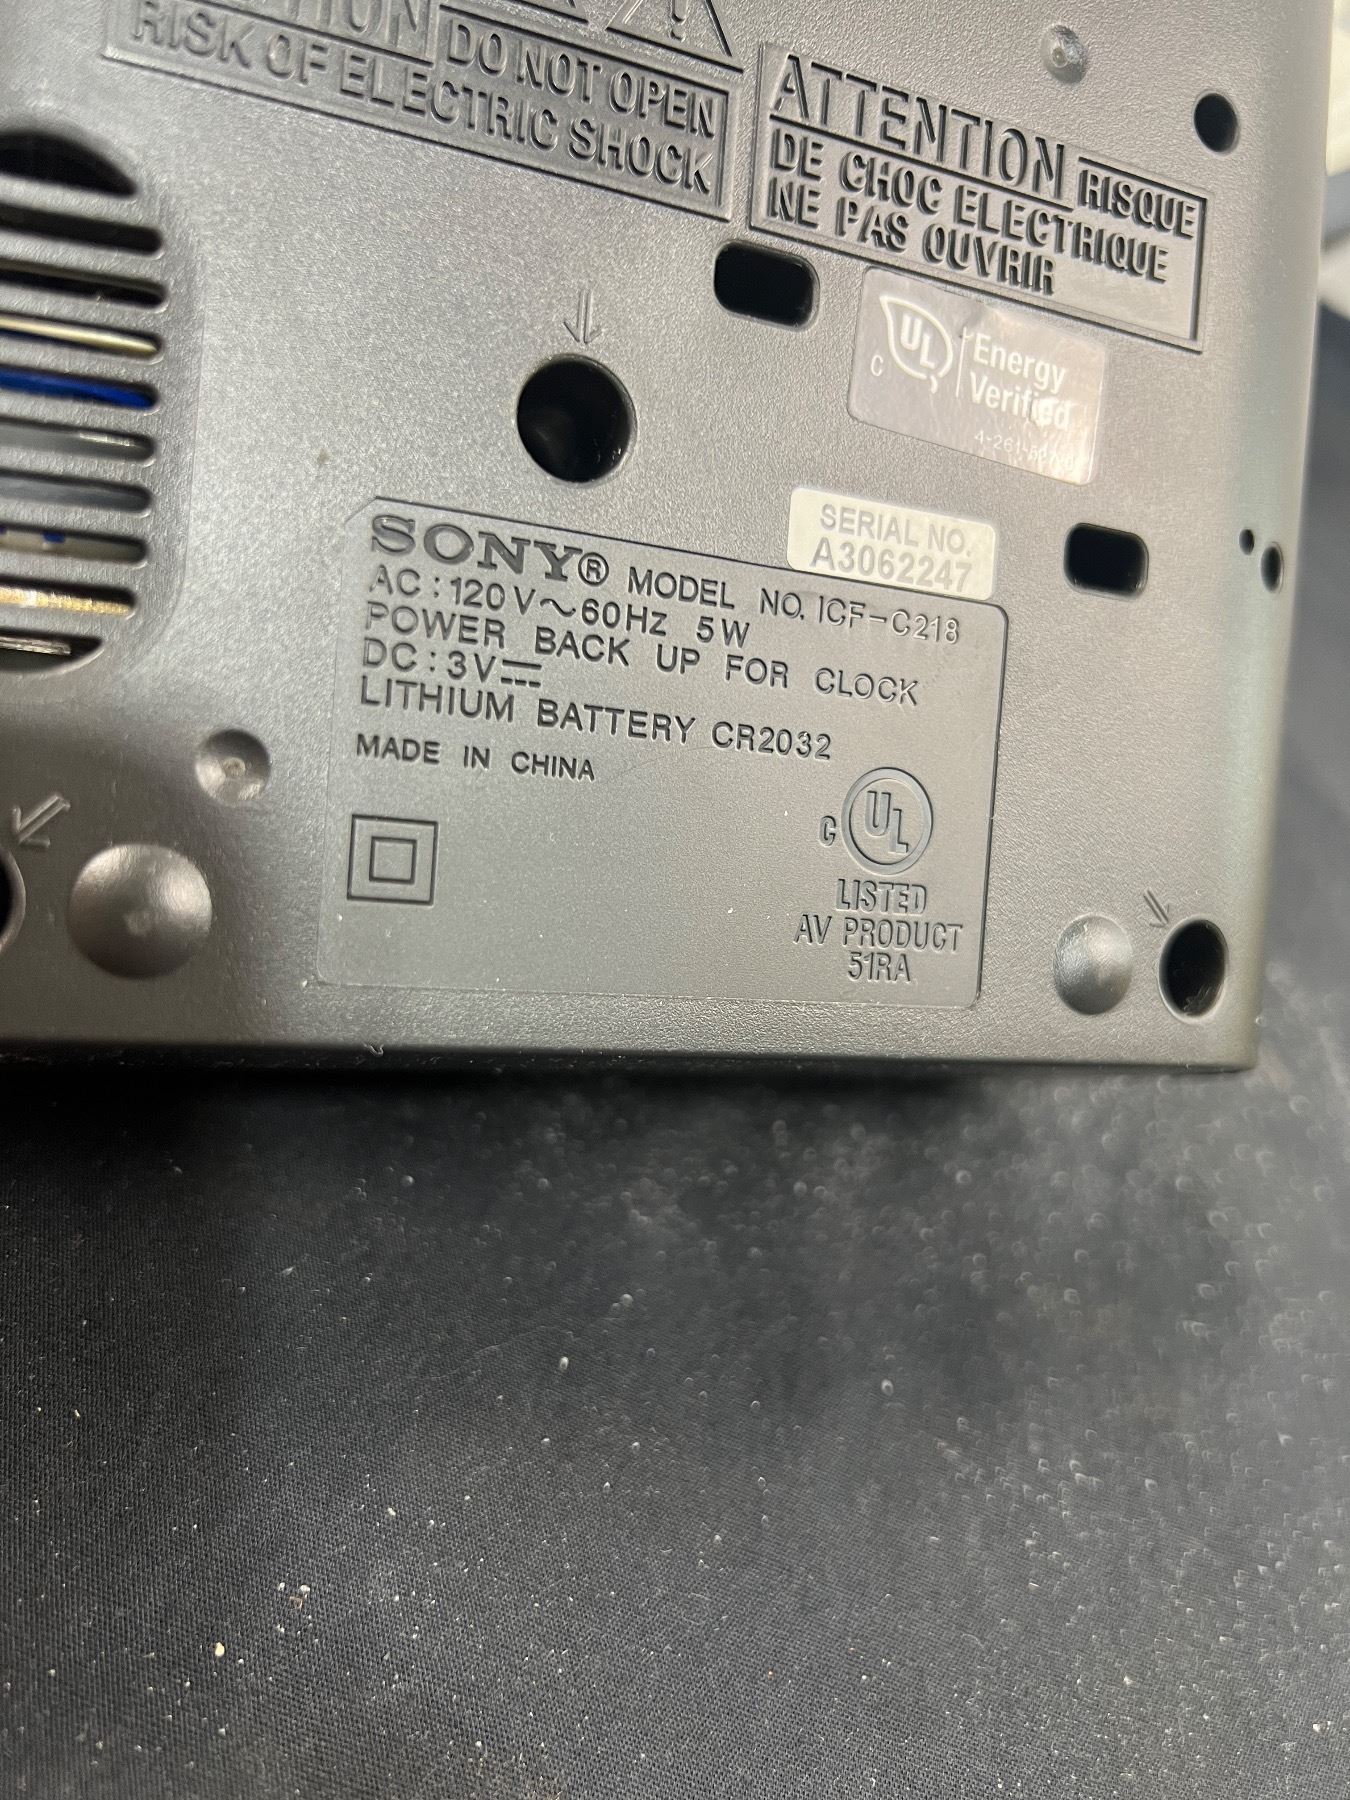 DO NOT OPEN
RISK OF ELECTRIC SHOCK
ATTENTION RISQUE
DE CHOC ELECTRIQUE
NE PAS OUVRIR
C UL Energy
Verified
SERIAL NO.
A3062247
SONY® MODEL NO. ICF-C218
AC : 120V～60Hz 5W
POWER BACK UP FOR CLOCK
DC : 3V⎓
LITHIUM BATTERY CR2032
MADE IN CHINA
C UL
LISTED
AV PRODUCT
51RA